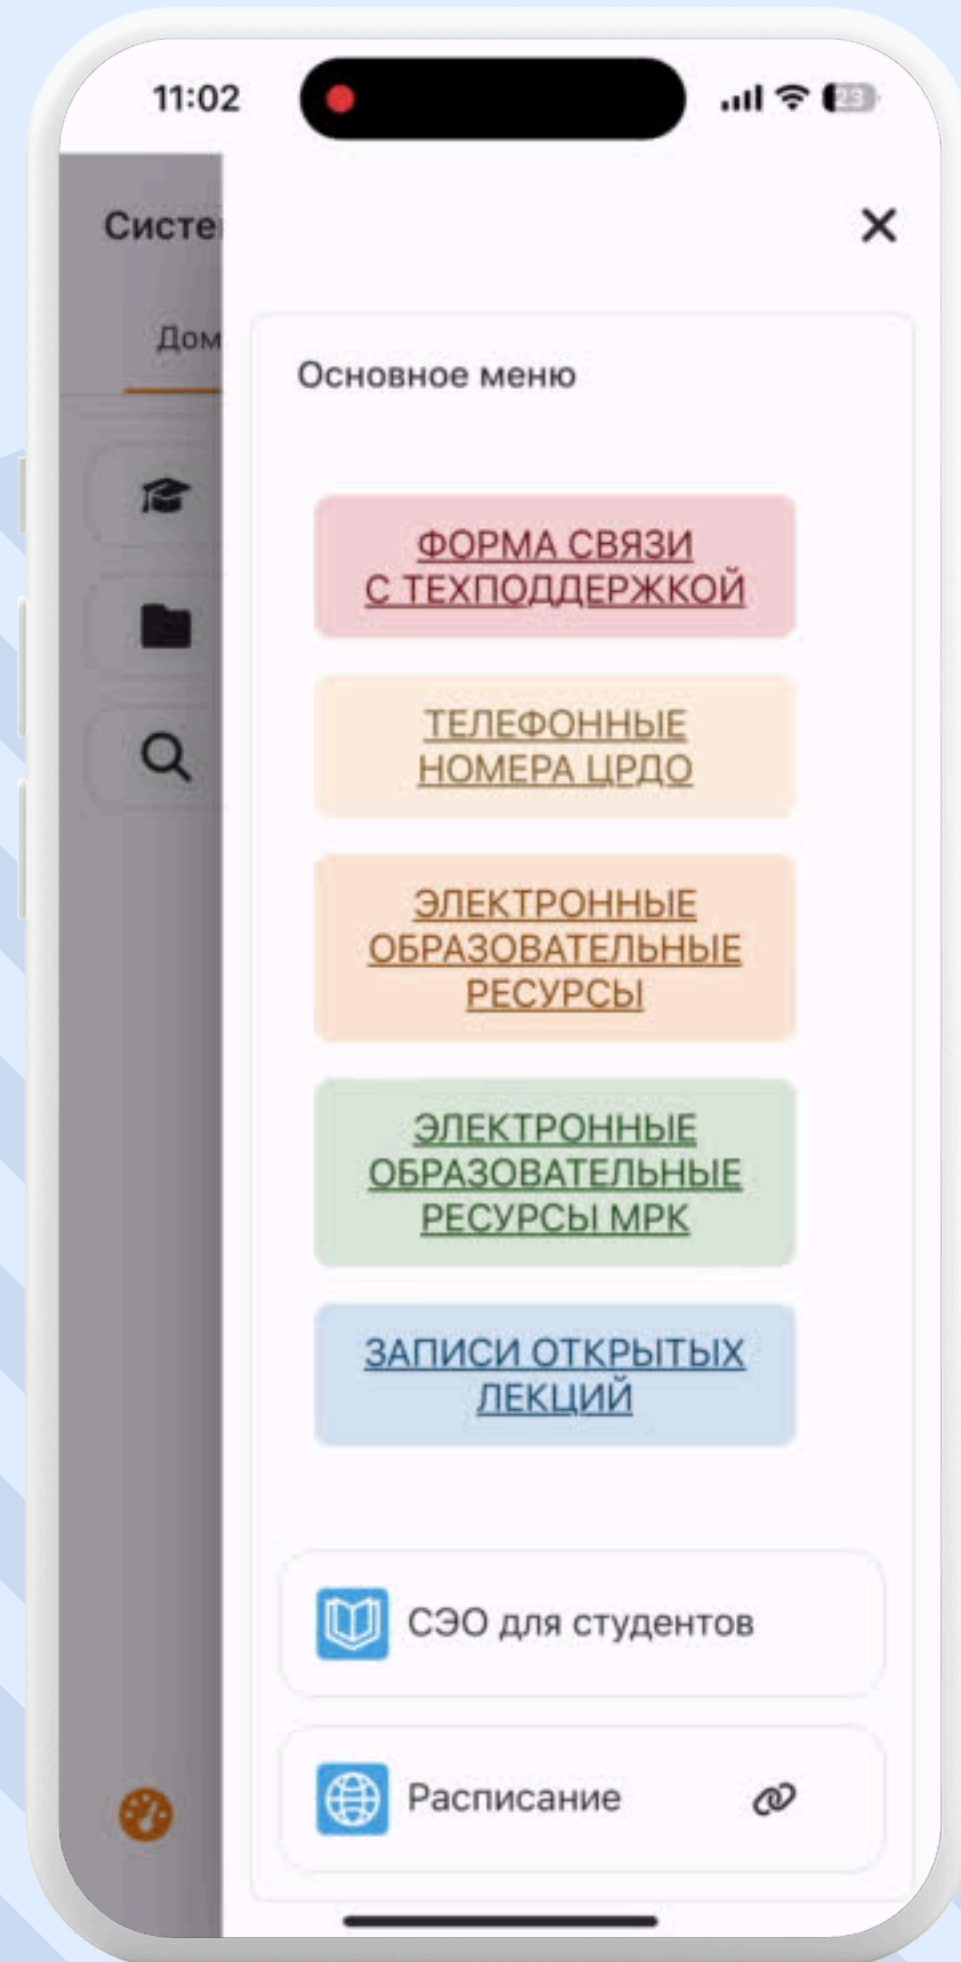 11:02
23
Систе
Дом
Основное меню
ФОРМА СВЯЗИ
С ТЕХПОДДЕРЖКОЙ
ТЕЛЕФОННЫЕ
НОМЕРА ЦРДО
ЭЛЕКТРОННЫЕ
ОБРАЗОВАТЕЛЬНЫЕ
РЕСУРСЫ
ЭЛЕКТРОННЫЕ
ОБРАЗОВАТЕЛЬНЫЕ
РЕСУРСЫ МРК
ЗАПИСИ ОТКРЫТЫХ
ЛЕКЦИЙ
СЭО для студентов
Расписание